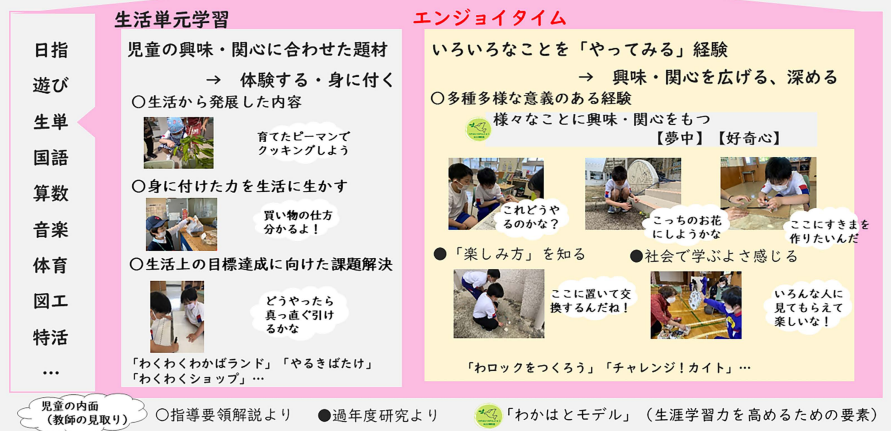 日指
遊び
生単
国語
算数
音楽
体育
図工
特活
…
生活単元学習
児童の興味・関心に合わせた題材
→　体験する・身に付く
〇生活から発展した内容
育てたピーマンで
クッキングしよう
〇身に付けた力を生活に生かす
買い物の仕方
分かるよ！
〇生活上の目標達成に向けた課題解決
どうやったら
真っ直ぐ引け
るかな
「わくわくわかばランド」「やるきばたけ」
「わくわくショップ」…
エンジョイタイム
いろいろなことを「やってみる」経験
→　興味・関心を広げる、深める
〇多種多様な意義のある経験
様々なことに興味・関心をもつ
【夢中】【好奇心】
これどうや
るのかな？
こっちのお花
にしようかな
ここにすきまを
作りたいんだ
●「楽しみ方」を知る
●社会で学ぶよさ感じる
ここに置いて交
換するんだね！
いろんな人に
見てもらえて
楽しいな！
「わロックをつくろう」「チャレンジ！カイト」…
児童の内面
（教師の見取り）
〇指導要領解説より
●過年度研究より
「わかはとモデル」（生涯学習力を高めるための要素）